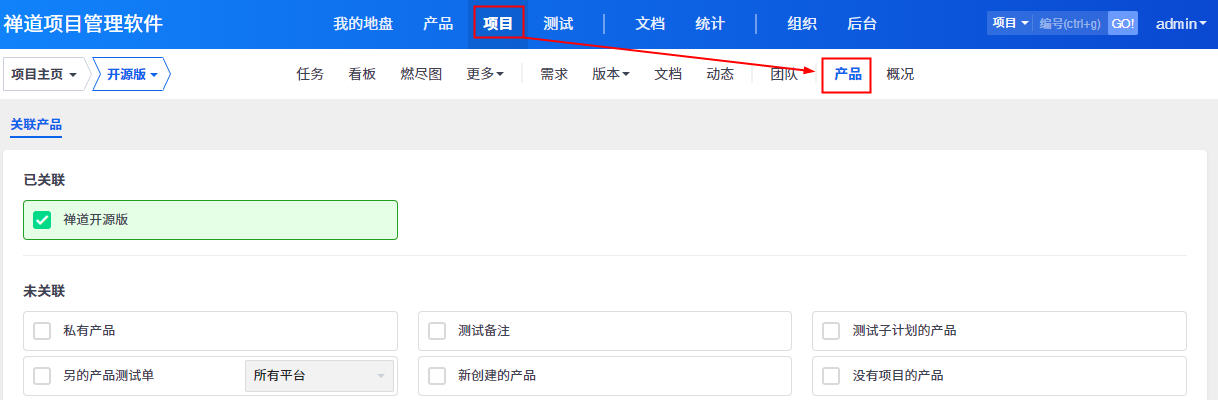 禅道项目管理软件 我的地盘 产品 项目 测试 文档 统计 组织 后台 项目 编号(ctrl+g) GO! admin
项目主页 开源版 任务 看板 燃尽图 更多 需求 版本 文档 动态 团队 产品 概况
关联产品
已关联
禅道开源版
未关联
私有产品 测试备注 测试子计划的产品
另的产品测试单 所有平台 新创建的产品 没有项目的产品